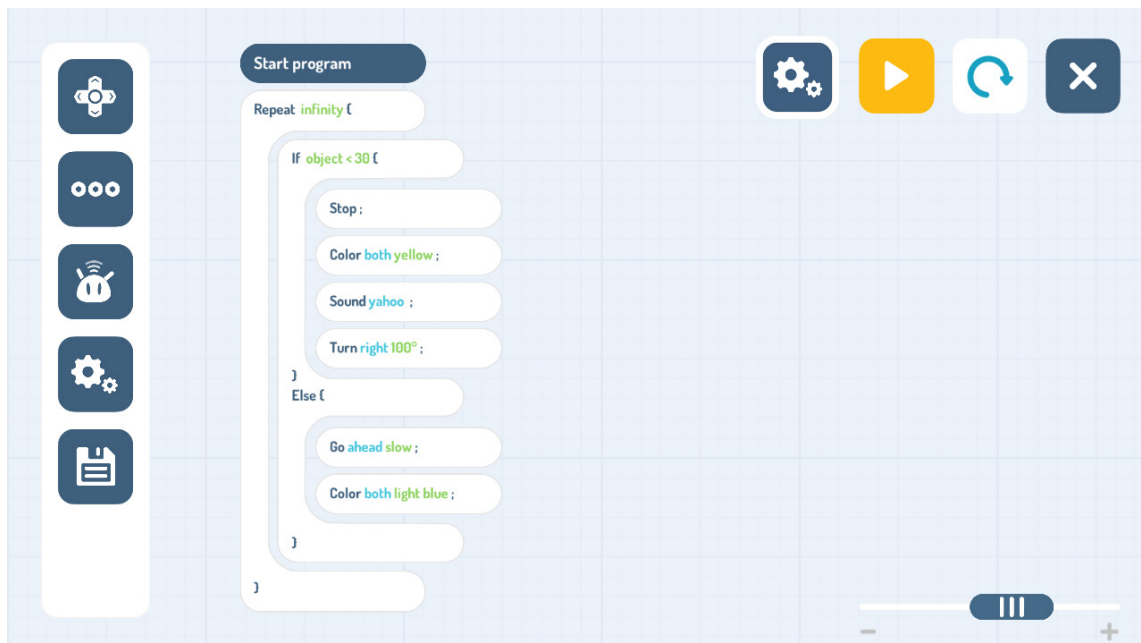 Start program
Repeat infinity {
If object < 30 {
Stop ;
Color both yellow ;
Sound yahoo ;
Turn right 100° ;
}
Else {
Go ahead slow ;
Color both light blue ;
}
}